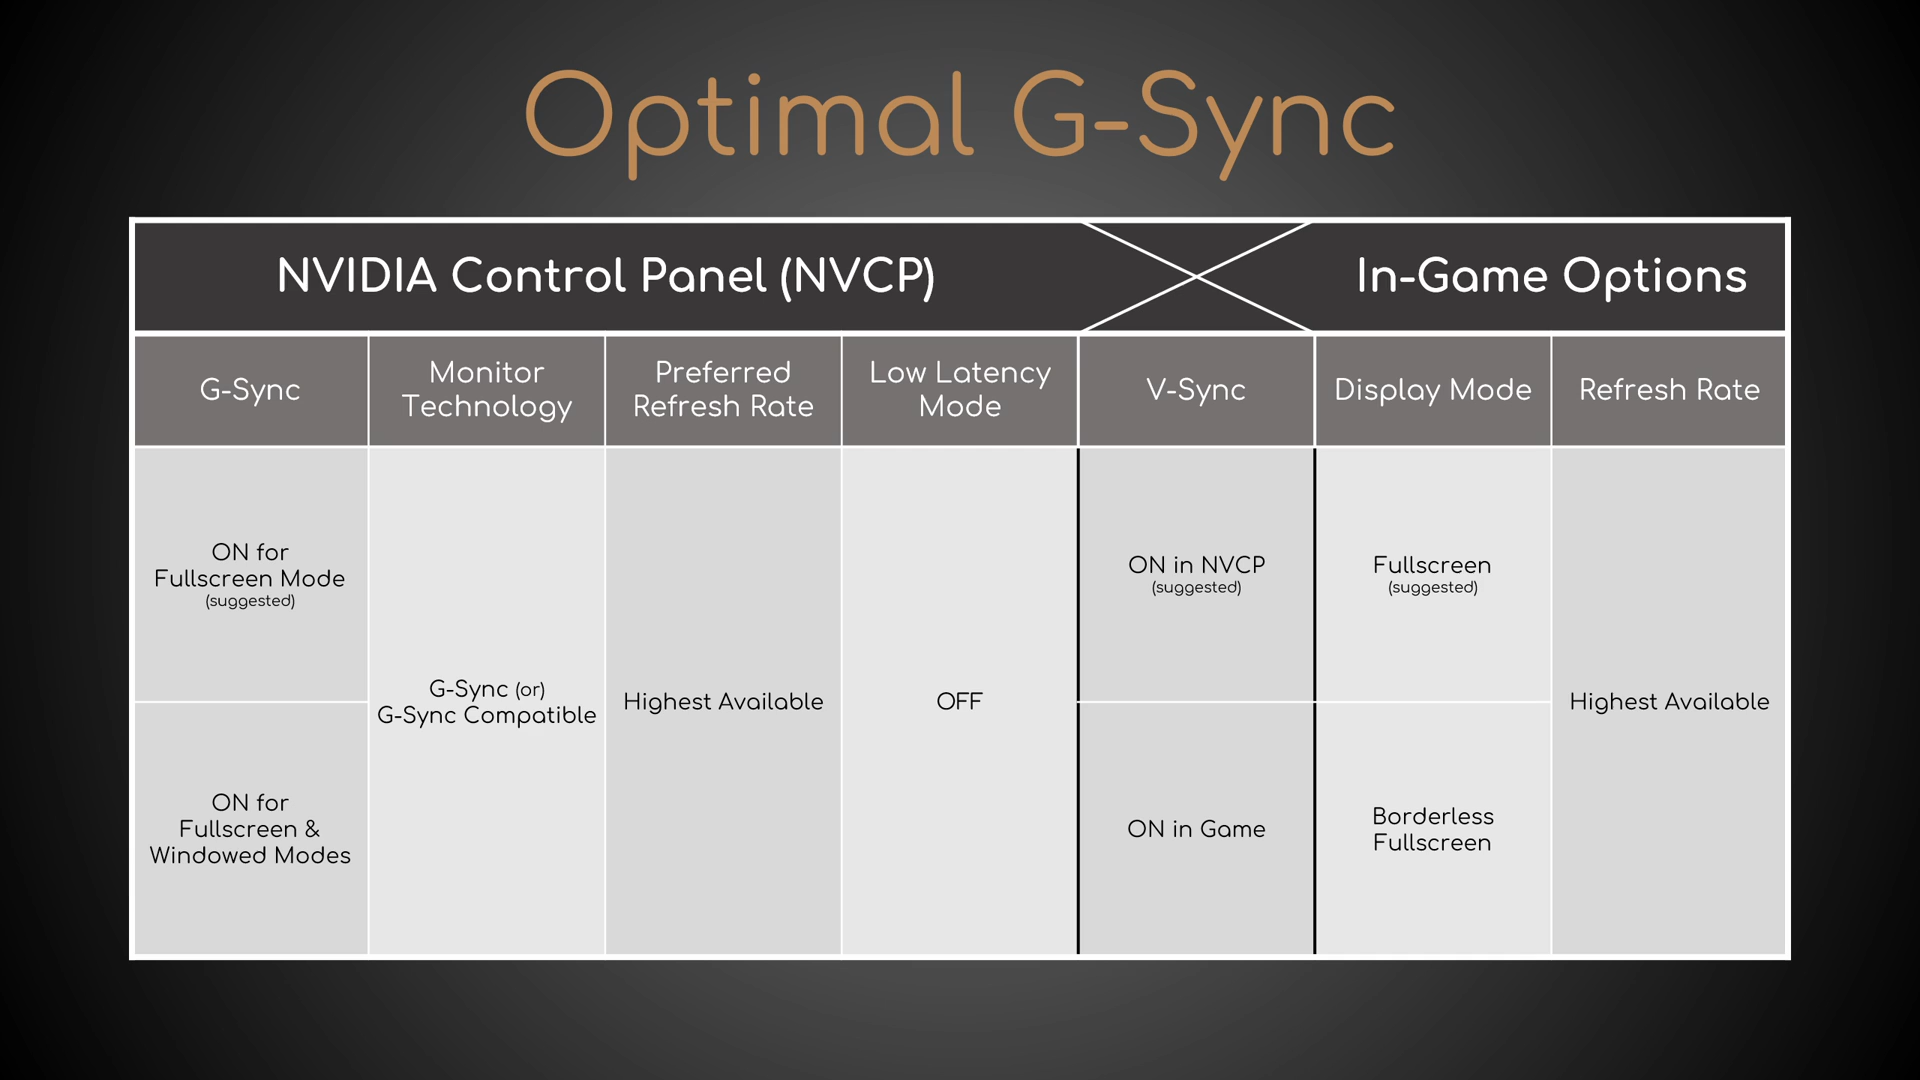 Optimal G-Sync
NVIDIA Control Panel (NVCP)
In-Game Options
G-Sync
Monitor
Technology
Preferred
Refresh Rate
Low Latency
Mode
V-Sync
Display Mode
Refresh Rate
ON for
Fullscreen Mode
(suggested)
ON for
Fullscreen &
Windowed Modes
G-Sync (or)
G-Sync Compatible
Highest Available
OFF
ON in NVCP
(suggested)
ON in Game
Fullscreen
(suggested)
Borderless
Fullscreen
Highest Available